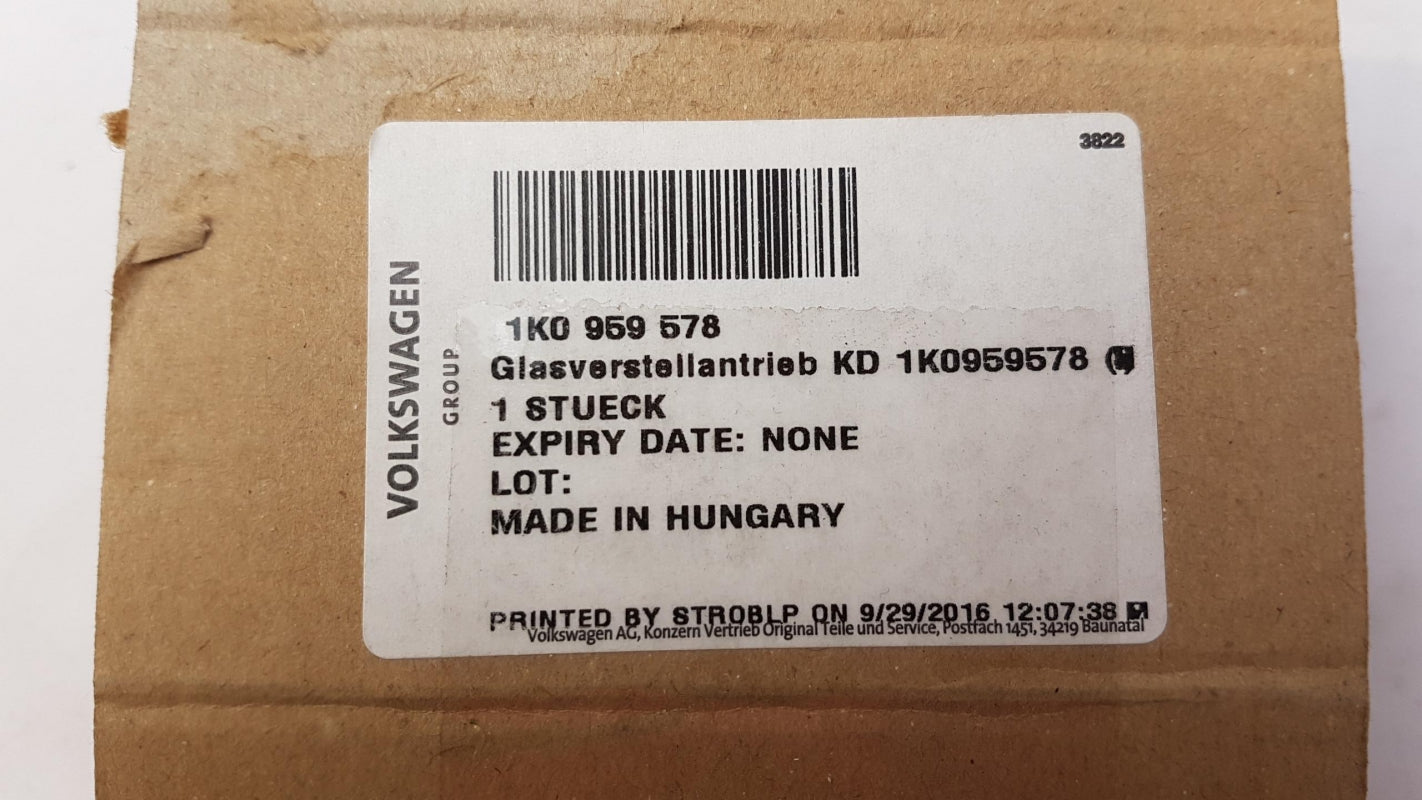 3822
VOLKSWAGEN
GROUP
1K0 959 578
Glasverstellantrieb KD 1K0959578
1 STUECK
EXPIRY DATE: NONE
LOT:
MADE IN HUNGARY
PRINTED BY STROBLP ON 9/29/2016 12:07:38
Volkswagen AG, Konzern Vertrieb Original Teile und Service, Postfach 1451, 34219 Baunatal